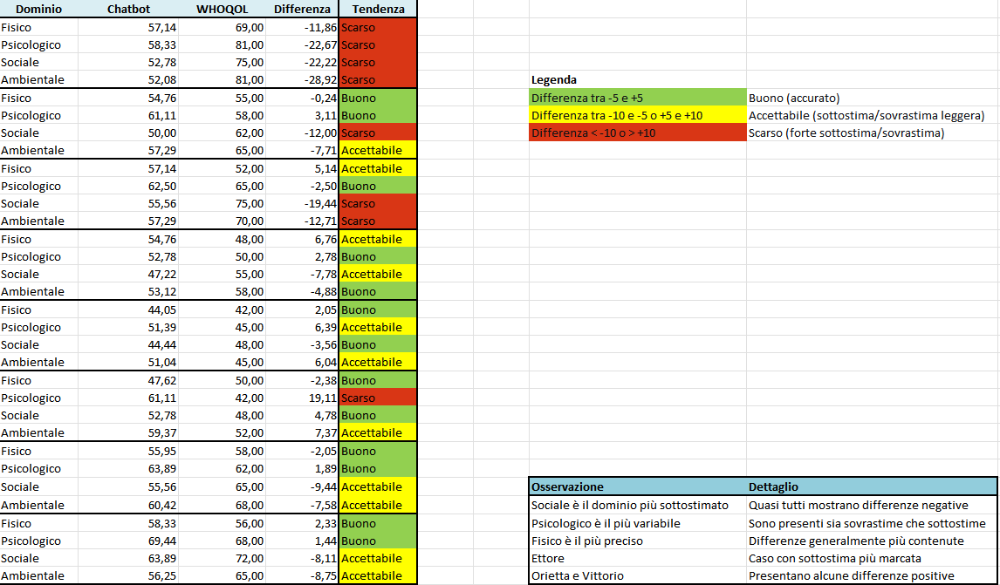 Dominio Chatbot WHOQOL Differenza Tendenza
Fisico 57,14 69,00 -11,86 Scarso
Psicologico 58,33 81,00 -22,67 Scarso
Sociale 52,78 75,00 -22,22 Scarso
Ambientale 52,08 81,00 -28,92 Scarso
Fisico 54,76 55,00 -0,24 Buono
Psicologico 61,11 58,00 3,11 Buono
Sociale 50,00 62,00 -12,00 Scarso
Ambientale 57,29 65,00 -7,71 Accettabile
Fisico 57,14 52,00 5,14 Accettabile
Psicologico 62,50 65,00 -2,50 Buono
Sociale 55,56 75,00 -19,44 Scarso
Ambientale 57,29 70,00 -12,71 Scarso
Fisico 54,76 48,00 6,76 Accettabile
Psicologico 52,78 50,00 2,78 Buono
Sociale 47,22 55,00 -7,78 Accettabile
Ambientale 53,12 58,00 -4,88 Buono
Fisico 44,05 42,00 2,05 Buono
Psicologico 51,39 45,00 6,39 Accettabile
Sociale 44,44 48,00 -3,56 Buono
Ambientale 51,04 45,00 6,04 Accettabile
Fisico 47,62 50,00 -2,38 Buono
Psicologico 61,11 42,00 19,11 Scarso
Sociale 52,78 48,00 4,78 Buono
Ambientale 59,37 52,00 7,37 Accettabile
Fisico 55,95 58,00 -2,05 Buono
Psicologico 63,89 62,00 1,89 Buono
Sociale 55,56 65,00 -9,44 Accettabile
Ambientale 60,42 68,00 -7,58 Accettabile
Fisico 58,33 56,00 2,33 Buono
Psicologico 69,44 68,00 1,44 Buono
Sociale 63,89 72,00 -8,11 Accettabile
Ambientale 56,25 65,00 -8,75 Accettabile
Legenda
Differenza tra -5 e +5 Buono (accurato)
Differenza tra -10 e -5 o +5 e +10 Accettabile (sottostima/sovrastima leggera)
Differenza < -10 o > +10 Scarso (forte sottostima/sovrastima)
Osservazione Dettaglio
Sociale è il dominio più sottostimato Quasi tutti mostrano differenze negative
Psicologico è il più variabile Sono presenti sia sovrastime che sottostime
Fisico è il più preciso Differenze generalmente più contenute
Ettore Caso con sottostima più marcata
Orietta e Vittorio Presentano alcune differenze positive